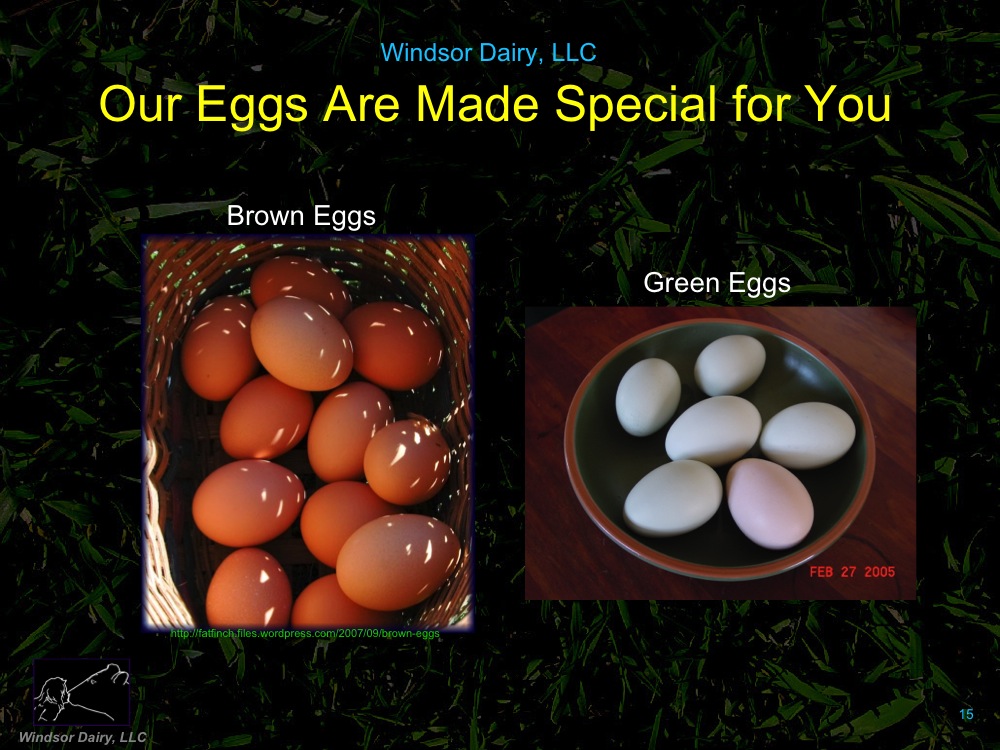 Windsor Dairy, LLC
Our Eggs Are Made Special for You
Brown Eggs
Green Eggs
FEB 27 2005
http://fatfinch.files.wordpress.com/2007/09/brown-eggs
Windsor Dairy, LLC
15